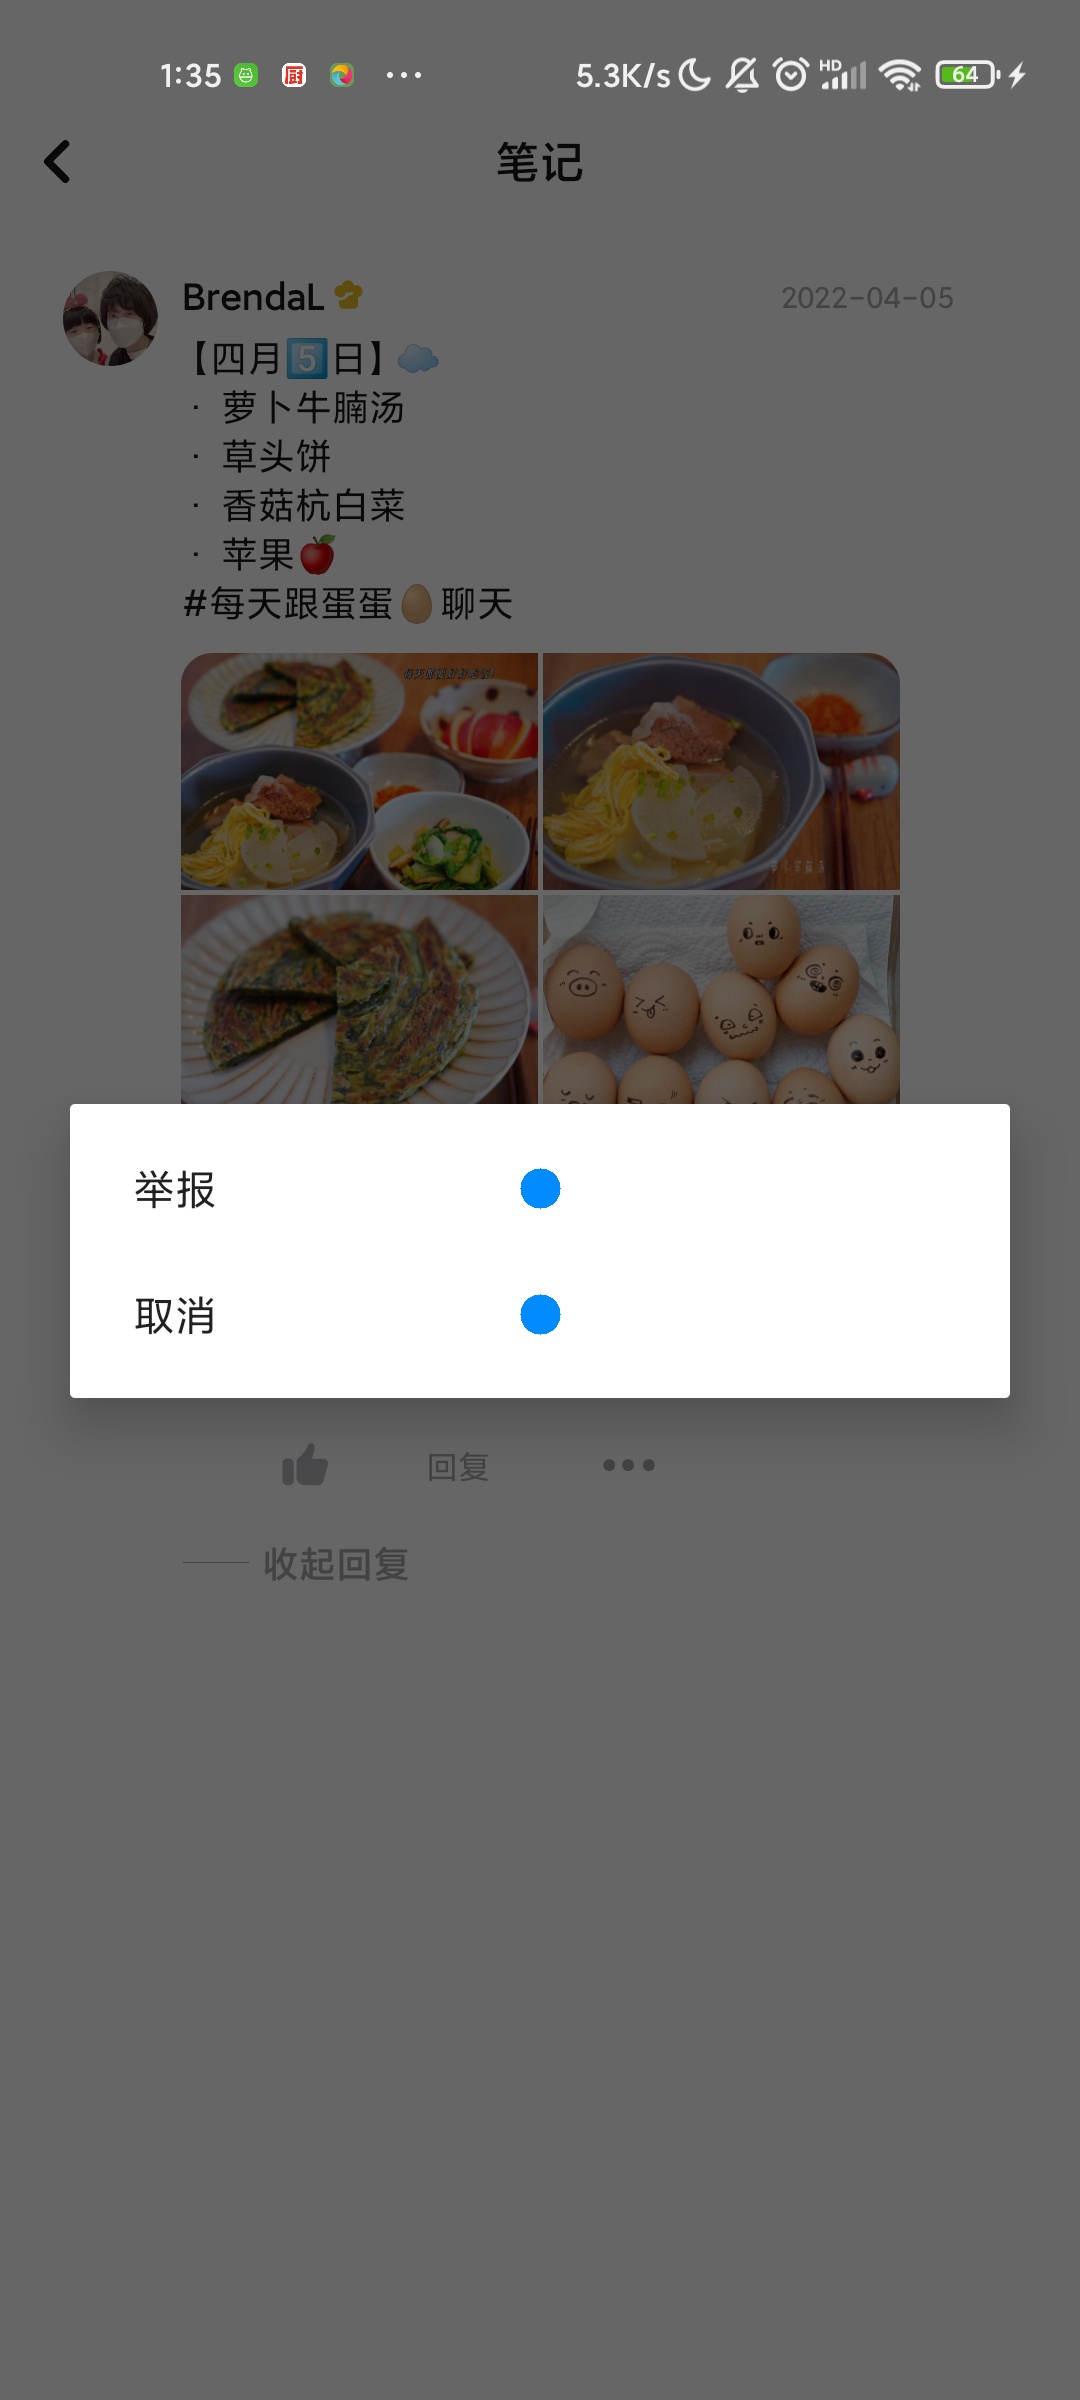 1:35 厨 ... 5.3K/s HD 64
笔记
BrendaL 2022-04-05
【四月5️⃣日】☁️
· 萝卜牛腩汤
· 草头饼
· 香菇杭白菜
· 苹果🍎
#每天跟蛋蛋🥚聊天
举报
取消
回复
收起回复